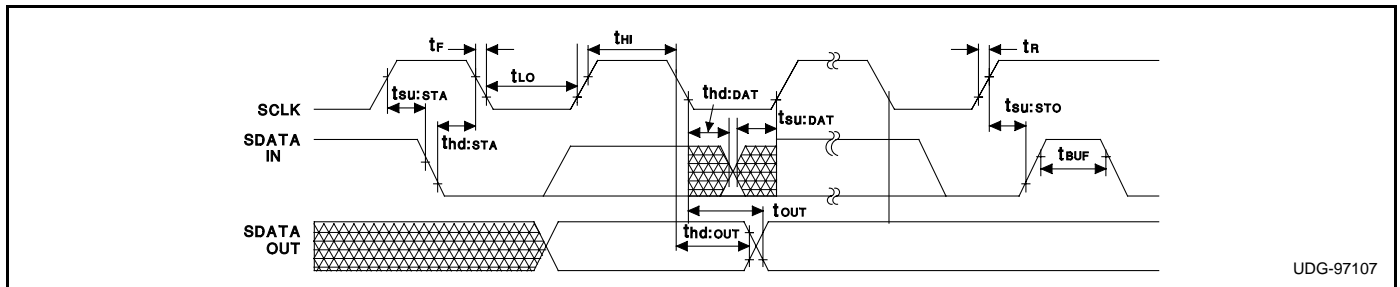 tF
tHI
tR
tLO
tsu:STA
thd:DAT
tsu:STO
SCLK
tsu:DAT
SDATA
IN
thd:STA
tBUF
tOUT
SDATA
OUT
thd:OUT
UDG-97107